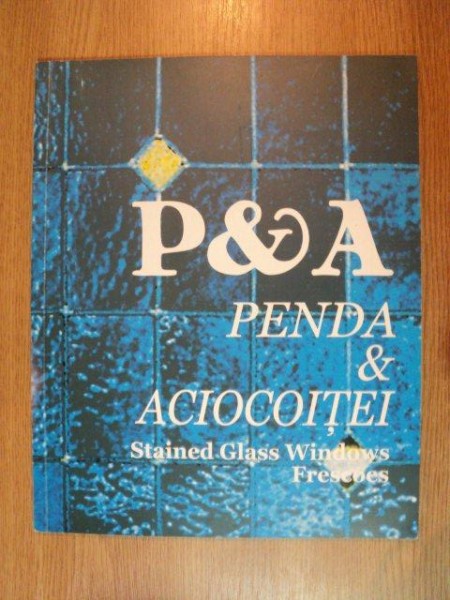 P&A
PENDA
&
ACIOCOIȚEI
Stained Glass Windows
Frescoes